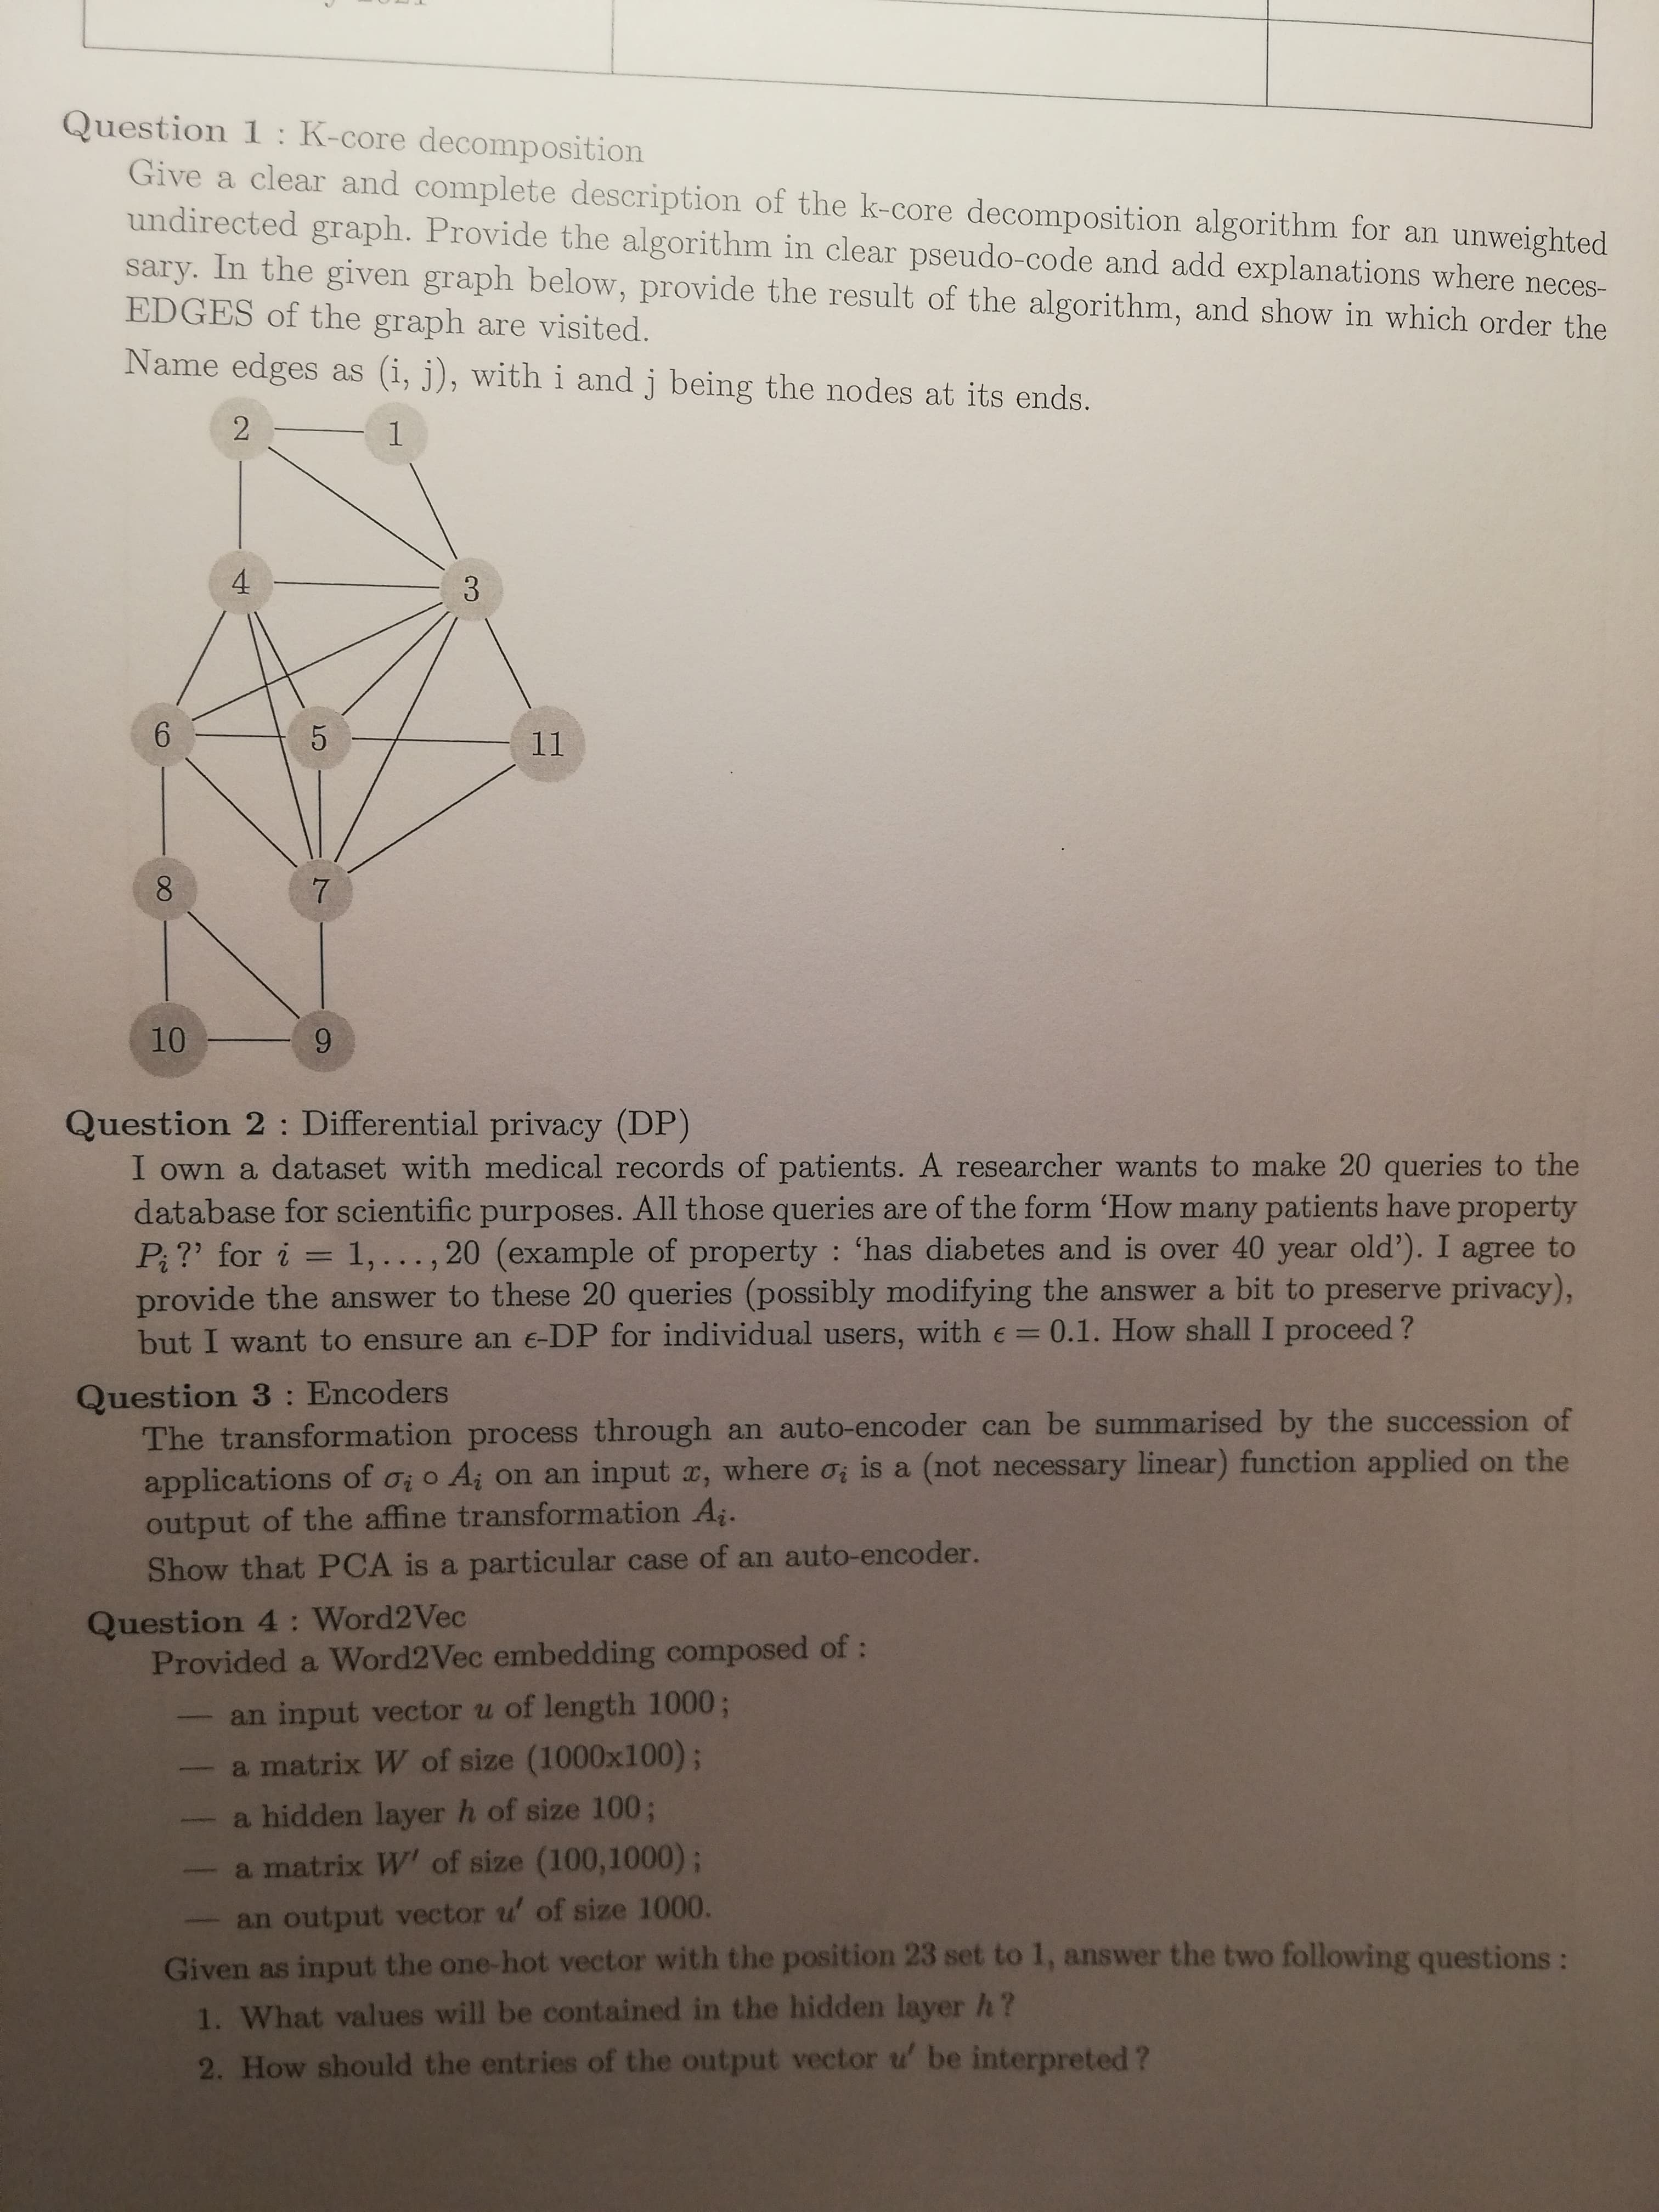 2021
Question 1 : K-core decomposition
Give a clear and complete description of the k-core decomposition algorithm for an unweighted
undirected graph. Provide the algorithm in clear pseudo-code and add explanations where neces-
sary. In the given graph below, provide the result of the algorithm, and show in which order the
EDGES of the graph are visited.
Name edges as (i, j), with i and j being the nodes at its ends.
2 1
4 3
6 5 11
8 7
10 9
Question 2 : Differential privacy (DP)
I own a dataset with medical records of patients. A researcher wants to make 20 queries to the
database for scientific purposes. All those queries are of the form ‘How many patients have property
Pᵢ ?’ for i = 1, . . . , 20 (example of property : ‘has diabetes and is over 40 year old’). I agree to
provide the answer to these 20 queries (possibly modifying the answer a bit to preserve privacy),
but I want to ensure an ϵ-DP for individual users, with ϵ = 0.1. How shall I proceed ?
Question 3 : Encoders
The transformation process through an auto-encoder can be summarised by the succession of
applications of σᵢ ∘ Aᵢ on an input x, where σᵢ is a (not necessary linear) function applied on the
output of the affine transformation Aᵢ.
Show that PCA is a particular case of an auto-encoder.
Question 4 : Word2Vec
Provided a Word2Vec embedding composed of :
— an input vector u of length 1000 ;
— a matrix W of size (1000x100) ;
— a hidden layer h of size 100 ;
— a matrix W′ of size (100,1000) ;
— an output vector u′ of size 1000.
Given as input the one-hot vector with the position 23 set to 1, answer the two following questions :
1. What values will be contained in the hidden layer h ?
2. How should the entries of the output vector u′ be interpreted ?